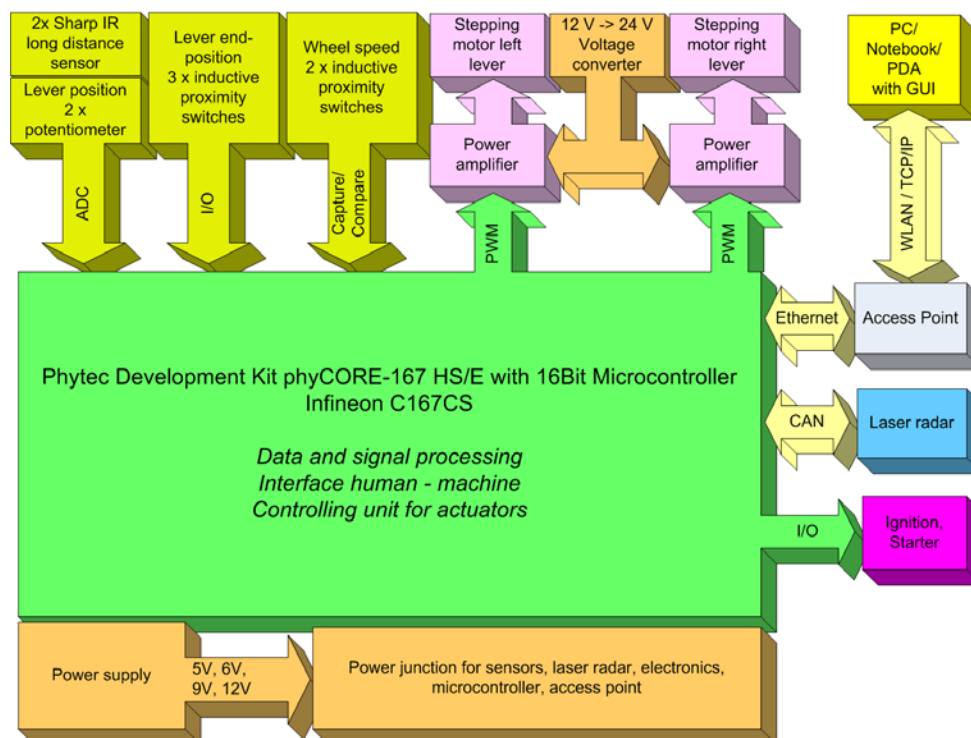 2x Sharp IR
long distance
sensor
Lever position
2 x
potentiometer
ADC
Lever end-
position
3 x inductive
proximity
switches
I/O
Wheel speed
2 x inductive
proximity
switches
Capture/
Compare
Stepping
motor left
lever
Power
amplifier
PWM
12 V -> 24 V
Voltage
converter
Stepping
motor right
lever
Power
amplifier
PWM
PC/
Notebook/
PDA
with GUI
WLAN / TCP/IP
Ethernet
Access Point
CAN
Laser radar
I/O
Ignition,
Starter
Phytec Development Kit phyCORE-167 HS/E with 16Bit Microcontroller
Infineon C167CS
Data and signal processing
Interface human - machine
Controlling unit for actuators
Power supply
5V, 6V,
9V, 12V
Power junction for sensors, laser radar, electronics,
microcontroller, access point